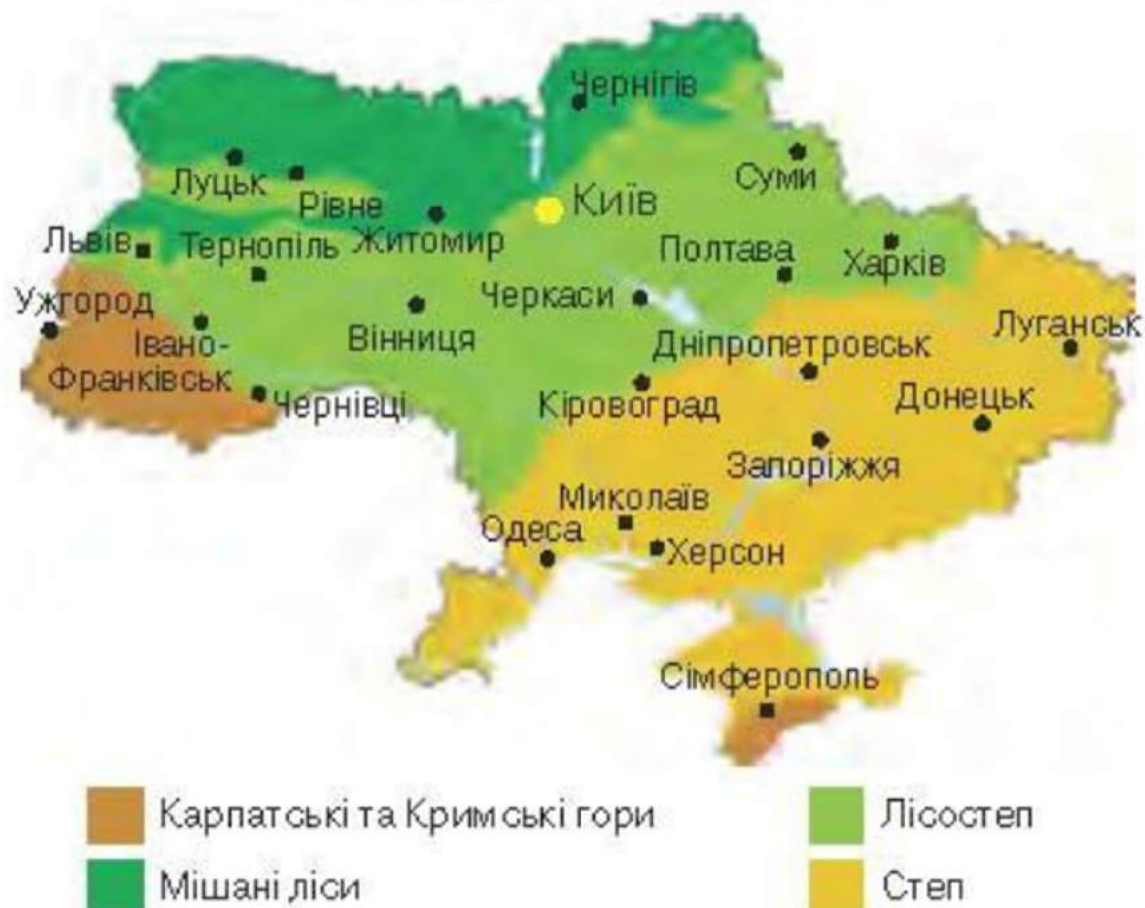 Чернігів
Суми
Луцьк
Рівне
Київ
Львів
Тернопіль
Житомир
Полтава
Харків
Ужгород
Черкаси
Івано-
Франківськ
Вінниця
Дніпропетровськ
Луганськ
Чернівці
Кіровоград
Донецьк
Запоріжжя
Миколаїв
Одеса
Херсон
Сімферополь
Карпатські та Кримські гори
Лісостеп
Мішані ліси
Степ